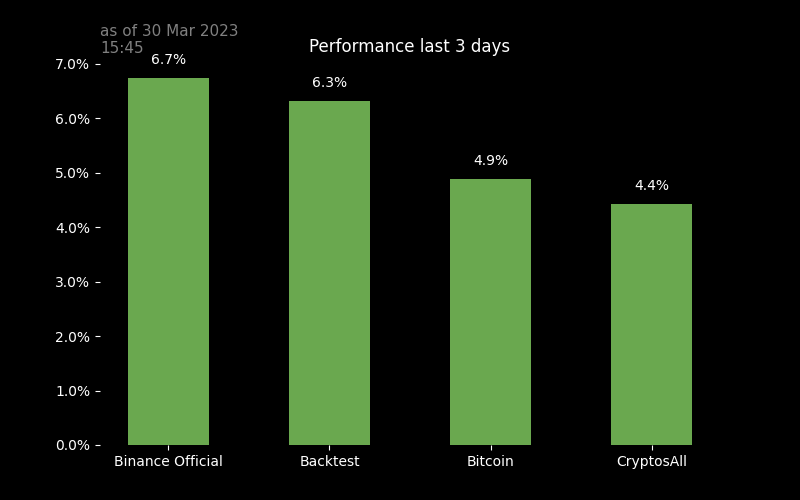 as of 30 Mar 2023
15:45
Performance last 3 days
7.0%
6.0%
5.0%
4.0%
3.0%
2.0%
1.0%
0.0%
6.7%
6.3%
4.9%
4.4%
Binance Official
Backtest
Bitcoin
CryptosAll